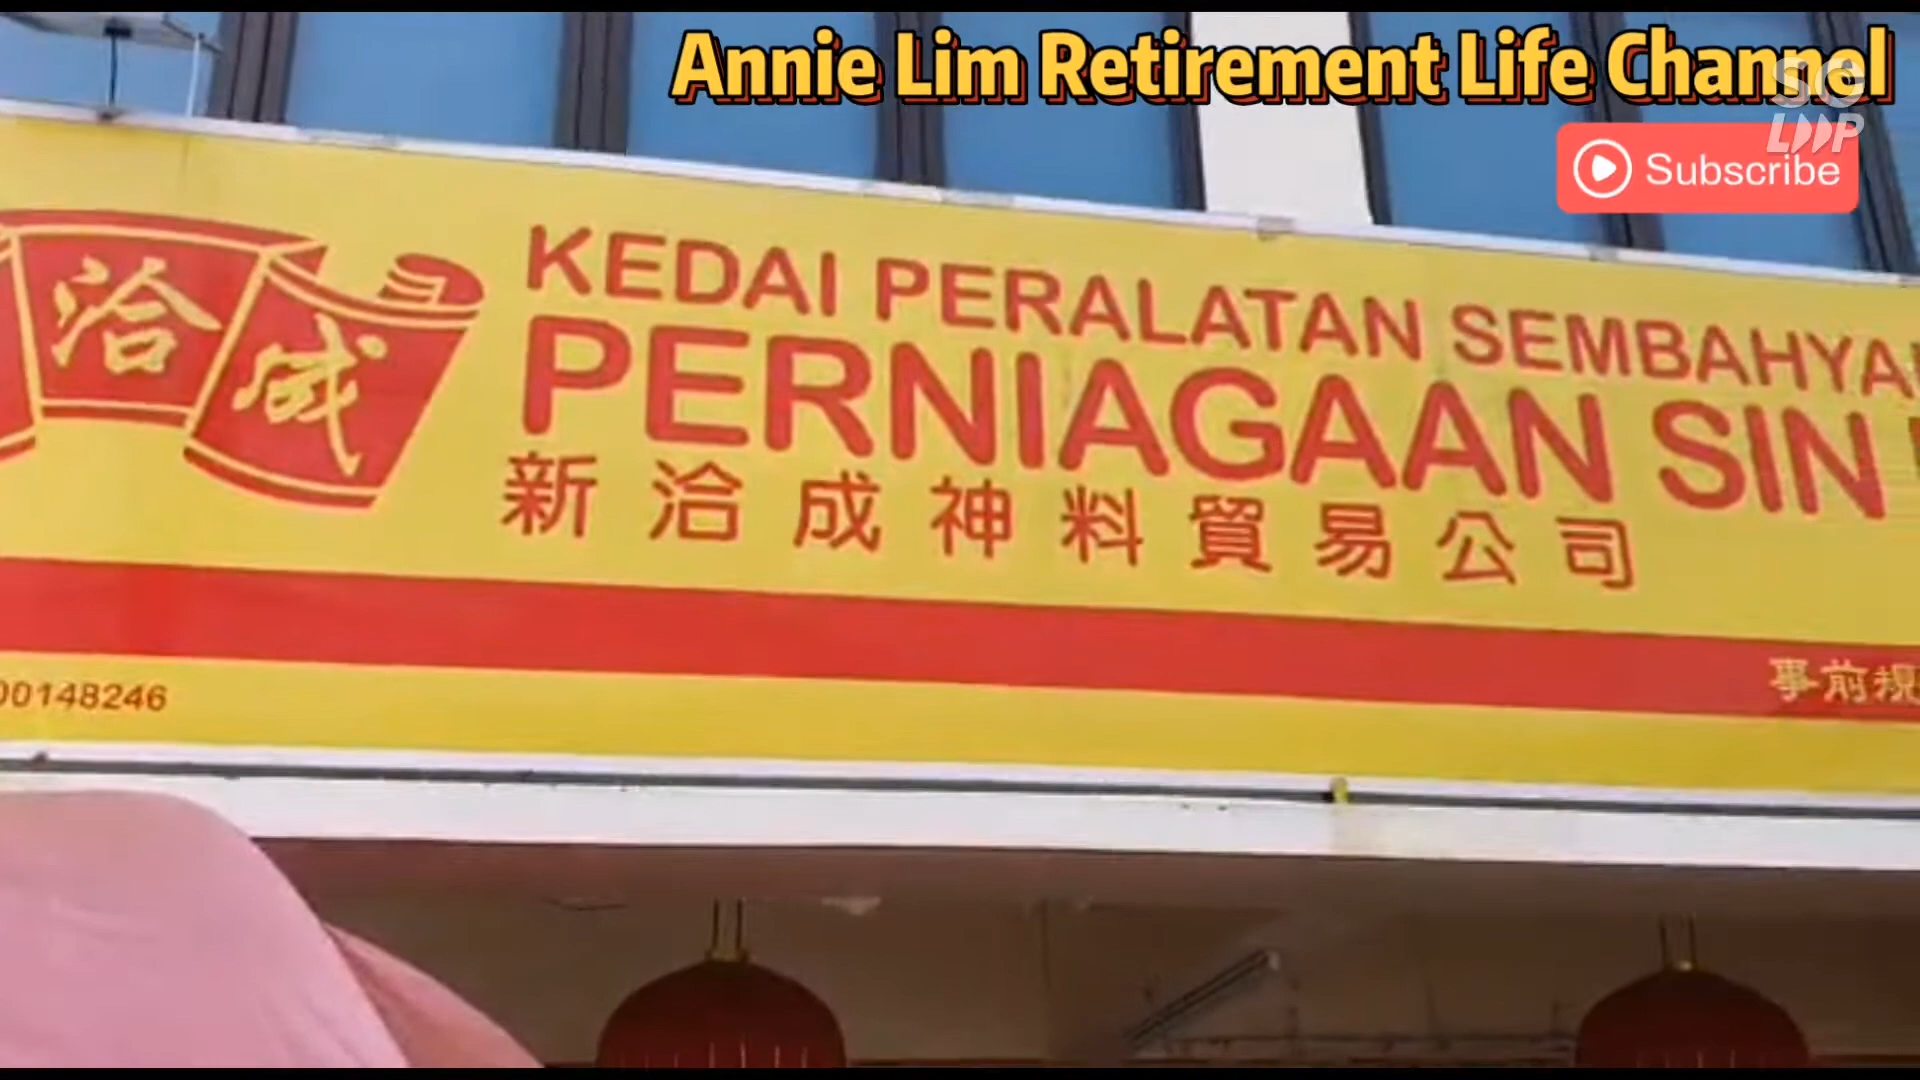 Annie Lim Retirement Life Channel
Subscribe
洽成
KEDAI PERALATAN SEMBAHYA
PERNIAGAAN SIN
新洽成神料貿易公司
事前規
00148246